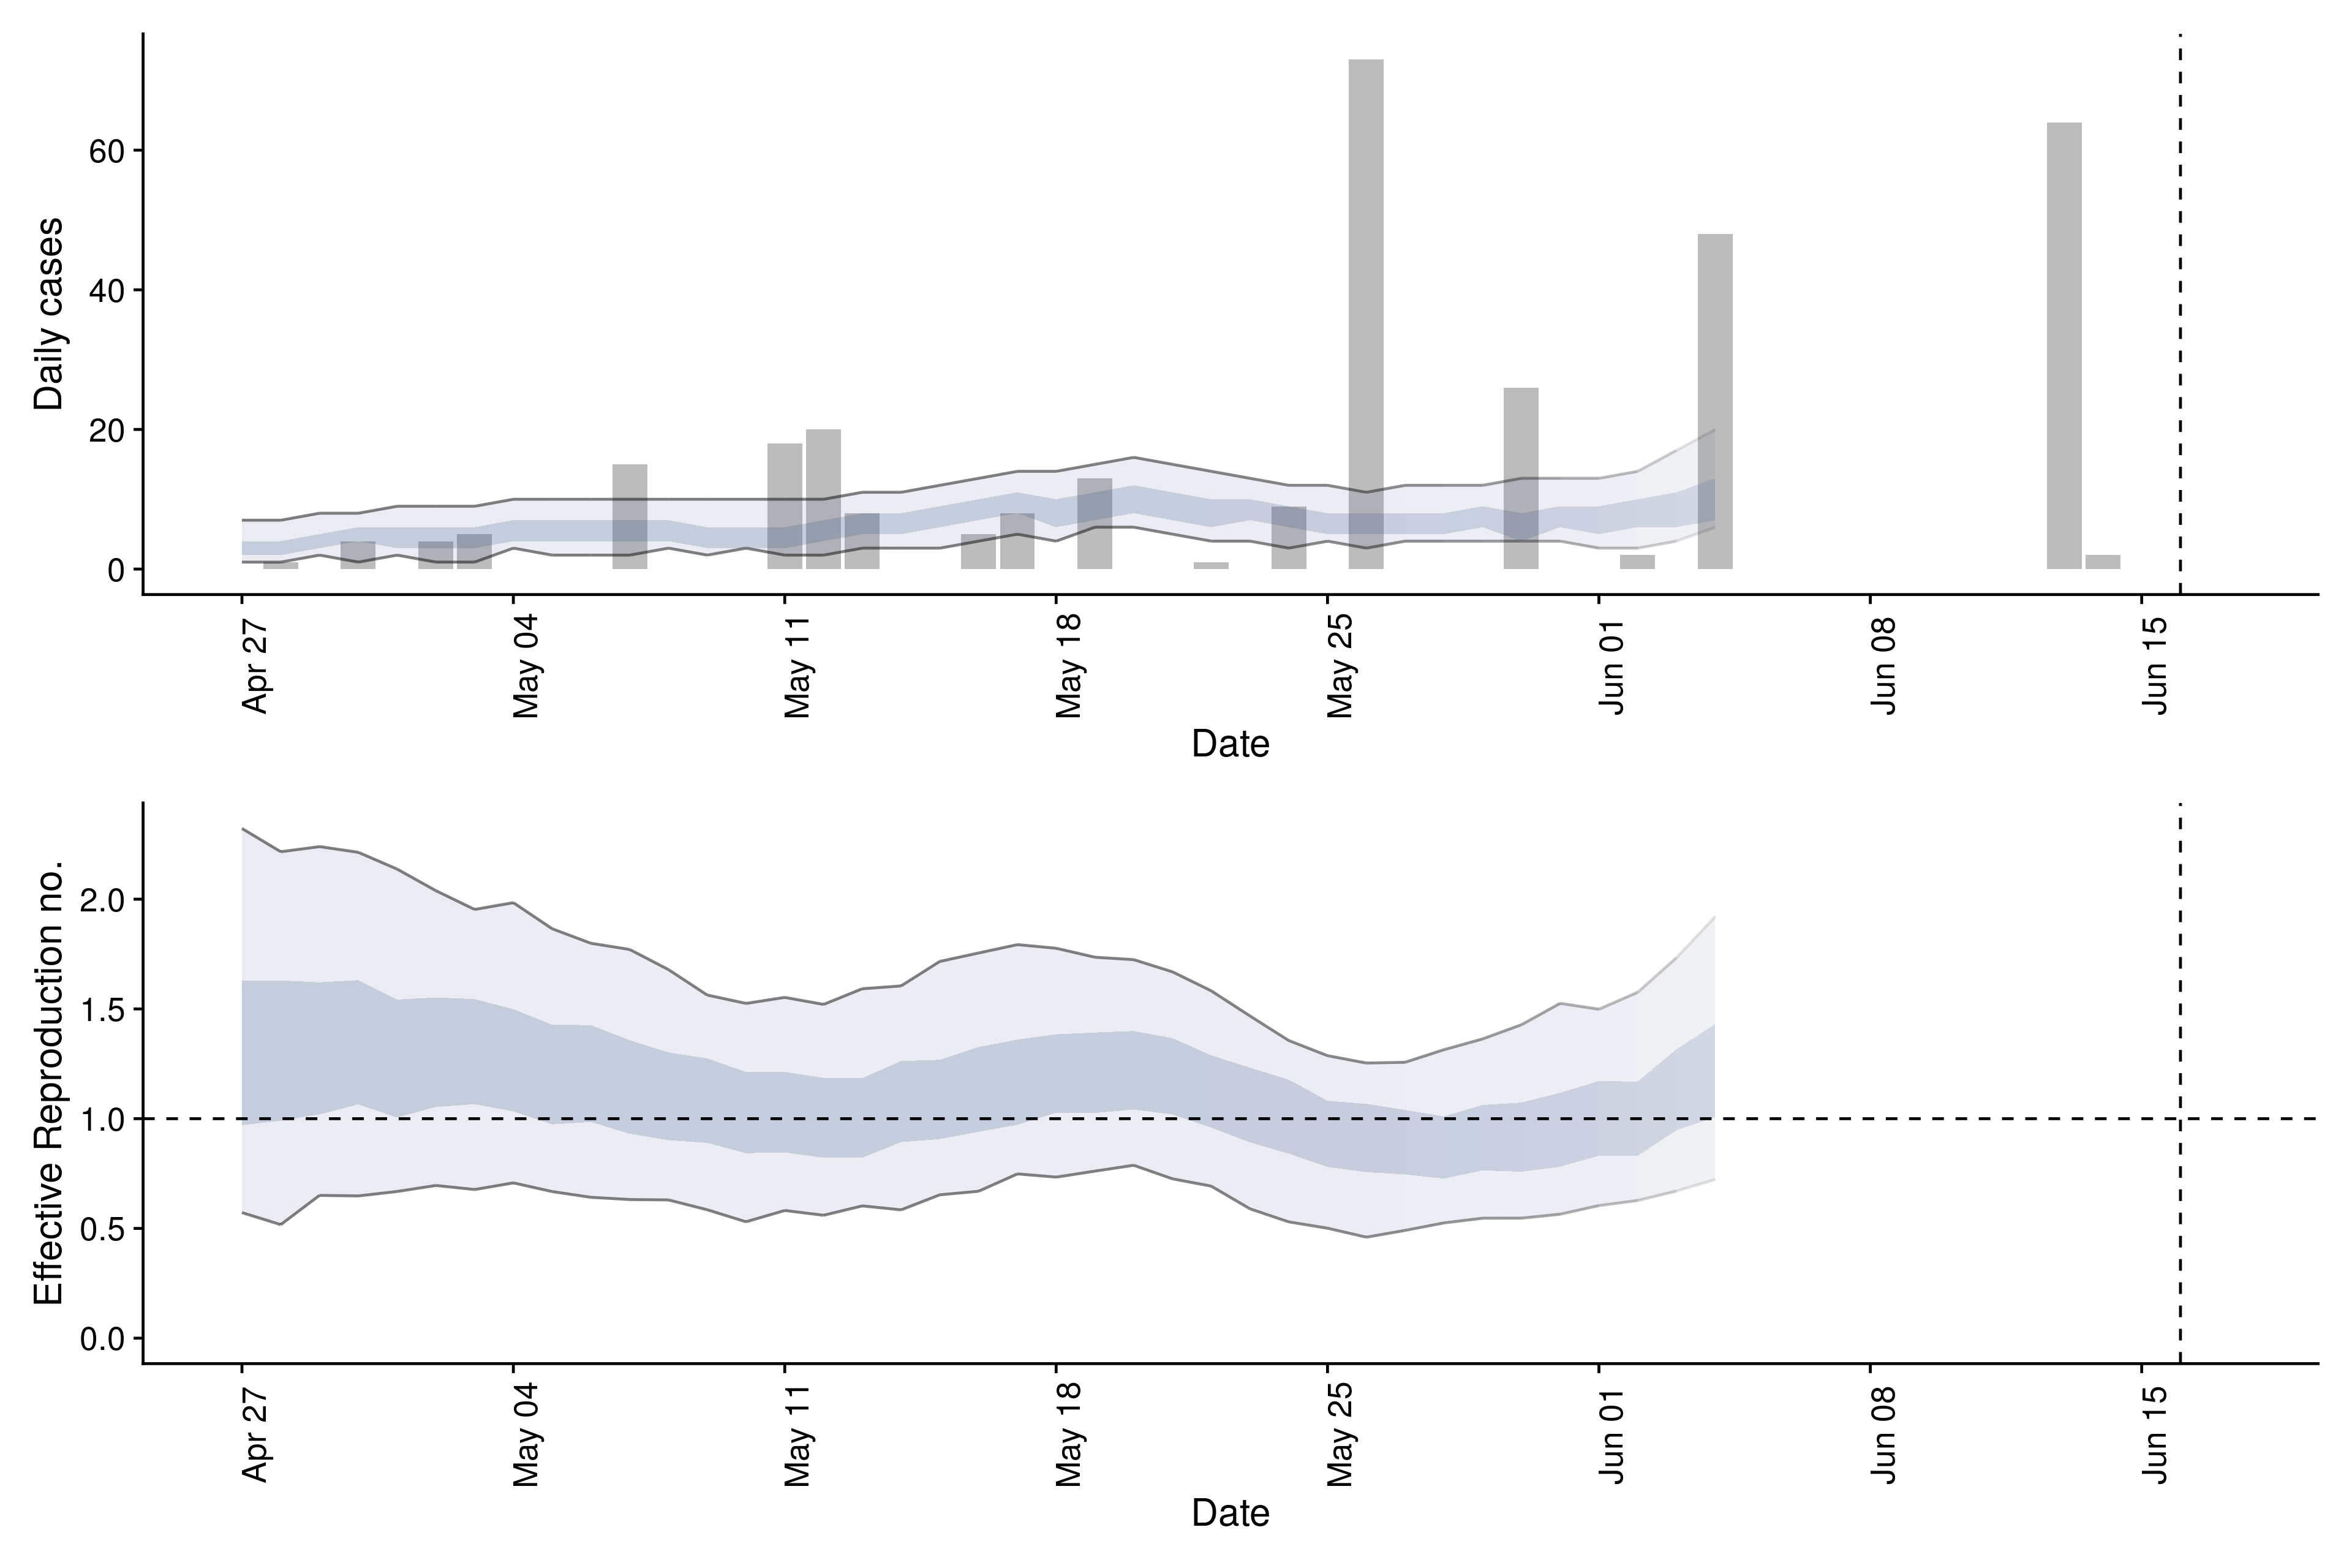 Daily cases
60
40
20
0
Apr 27
May 04
May 11
May 18
May 25
Jun 01
Jun 08
Jun 15
Date
Effective Reproduction no.
2.0
1.5
1.0
0.5
0.0
Apr 27
May 04
May 11
May 18
May 25
Jun 01
Jun 08
Jun 15
Date